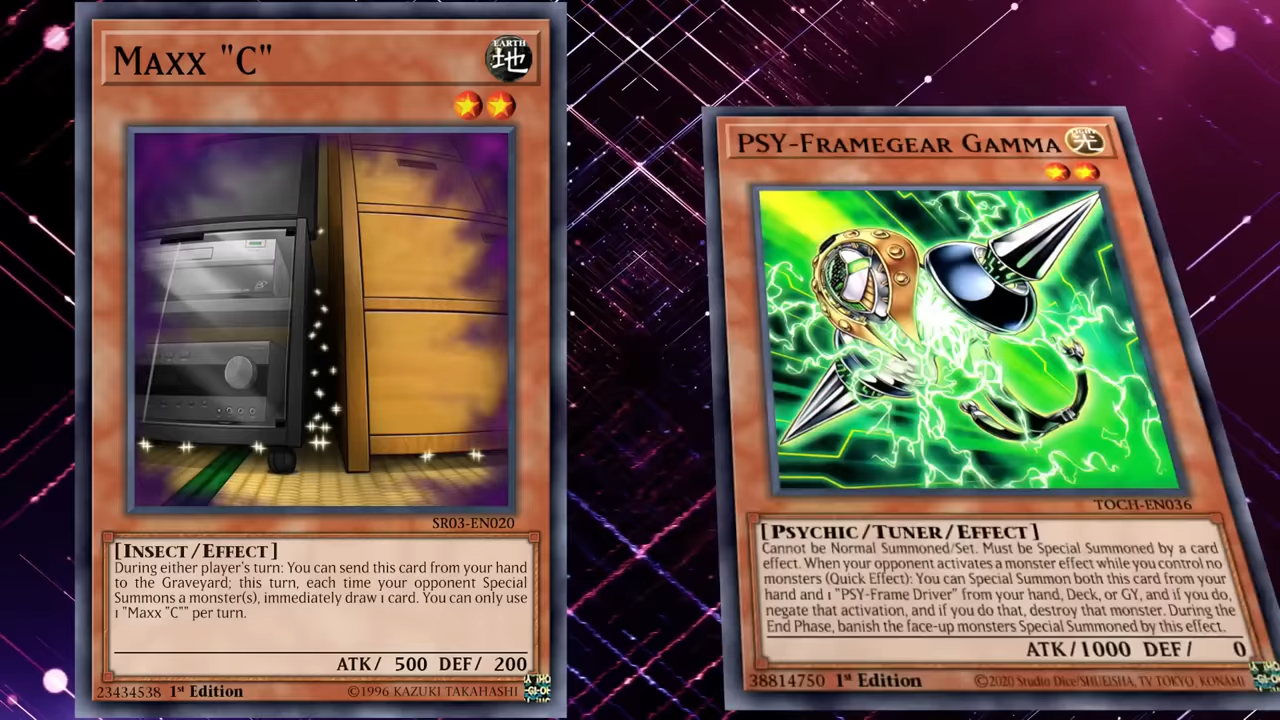 Maxx "C"
EARTH
地
SR03-EN020
[Insect/Effect]
During either player's turn: You can send this card from your hand
to the Graveyard; this turn, each time your opponent Special
Summons a monster(s), immediately draw 1 card. You can only use
1 "Maxx "C"" per turn.
ATK/ 500 DEF/ 200
23434538 1st Edition
©1996 KAZUKI TAKAHASHI
PSY-Framegear Gamma
LIGHT
光
TOCH-EN036
[Psychic/Tuner/Effect]
Cannot be Normal Summoned/Set. Must be Special Summoned by a card
effect. When your opponent activates a monster effect while you control no
monsters (Quick Effect): You can Special Summon both this card from your
hand and 1 "PSY-Frame Driver" from your hand, Deck, or GY, and if you do,
negate that activation, and if you do that, destroy that monster. During the
End Phase, banish the face-up monsters Special Summoned by this effect.
ATK/1000 DEF/ 0
38814750 1st Edition
©2020 Studio Dice/SHUEISHA, TV TOKYO, KONAMI